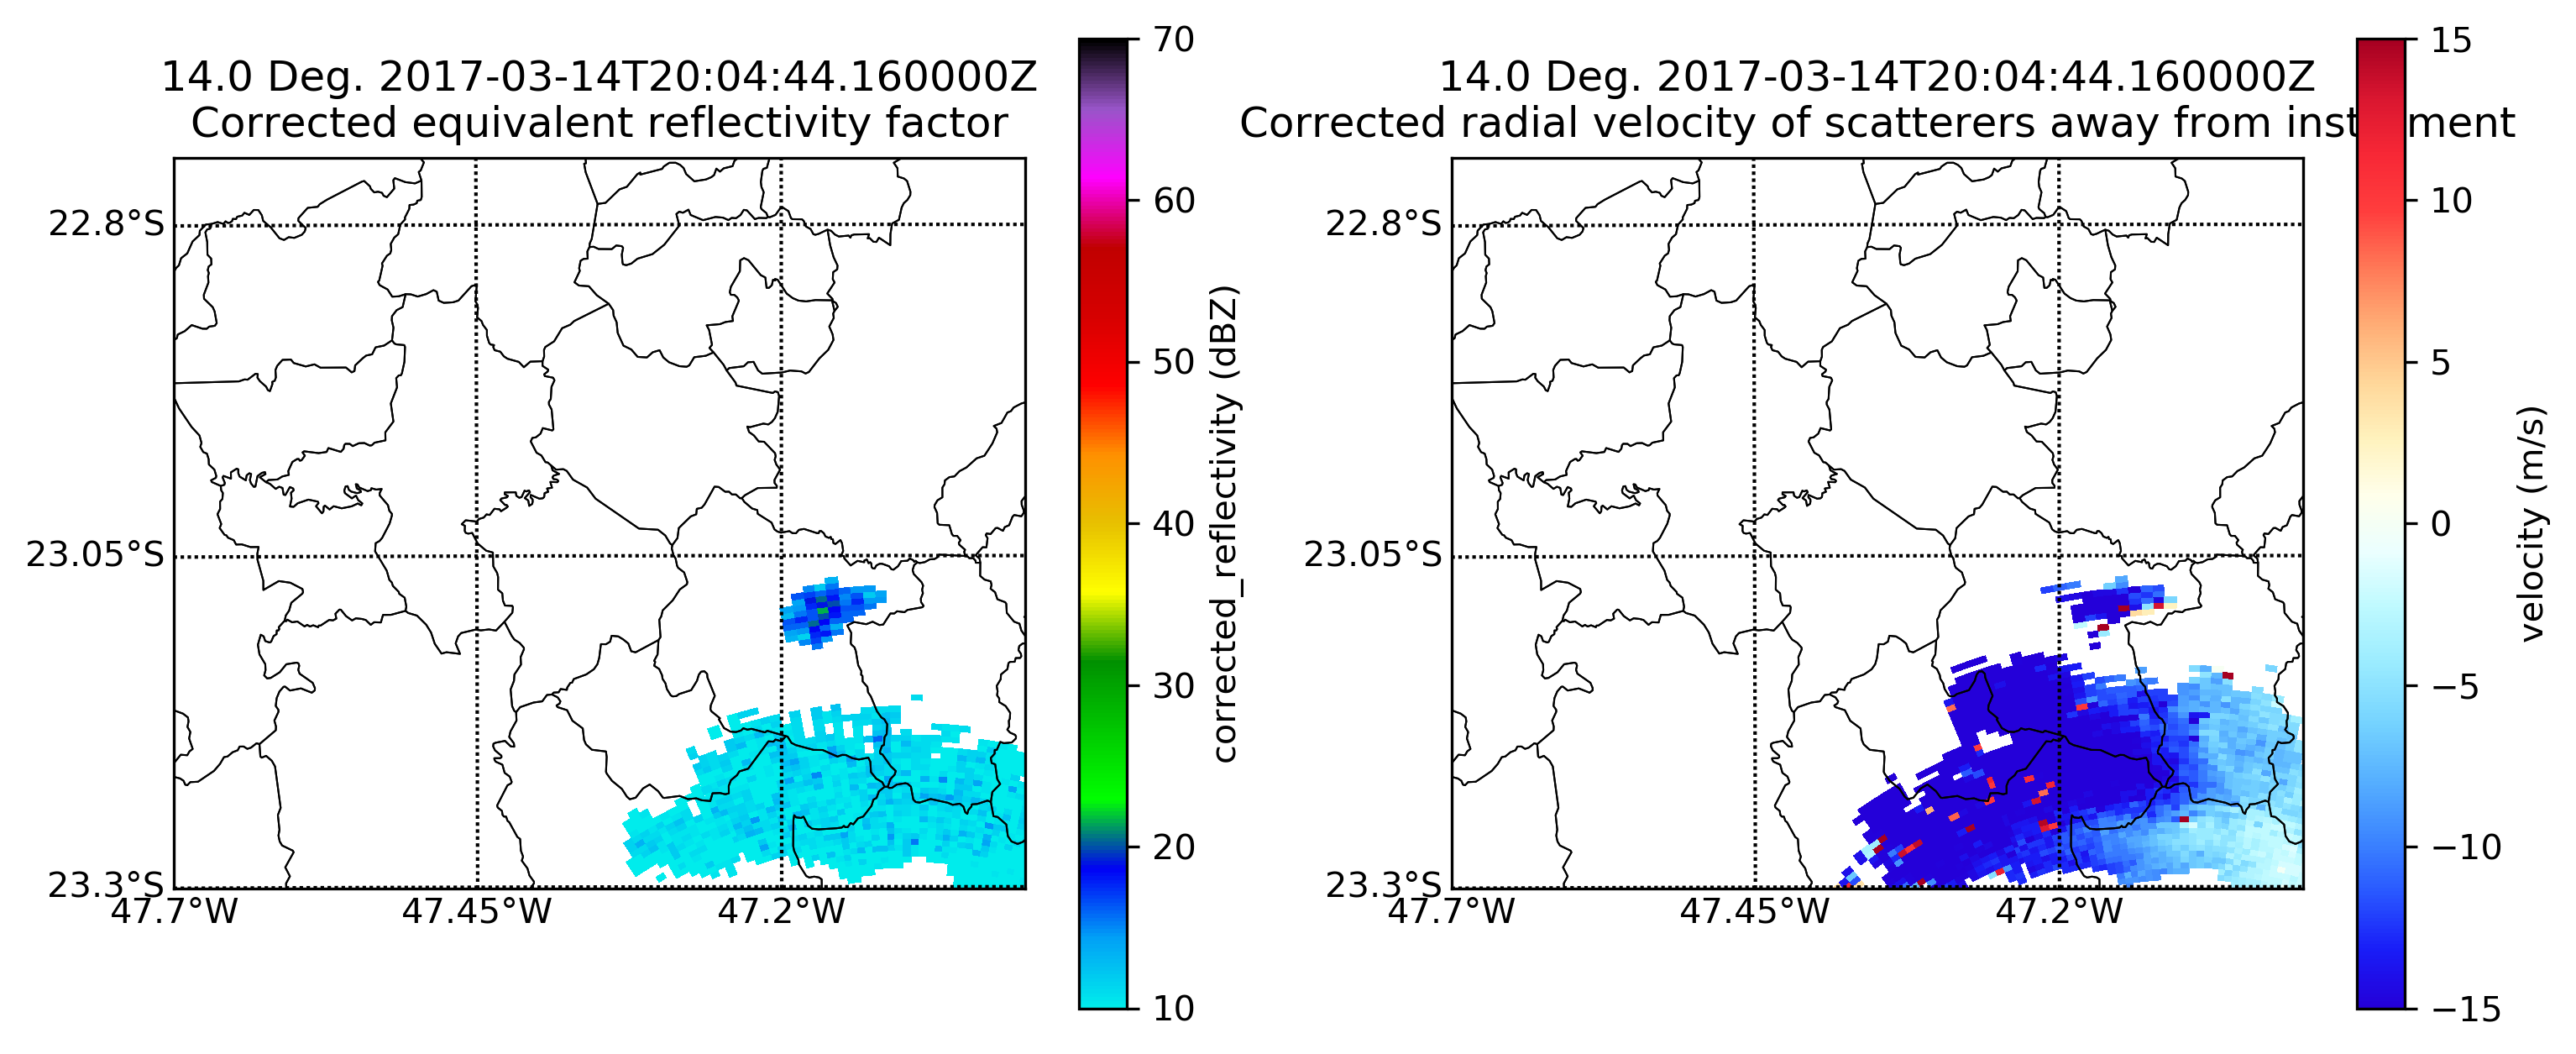 14.0 Deg. 2017-03-14T20:04:44.160000Z
Corrected equivalent reflectivity factor
22.8°S
23.05°S
23.3°S
47.7°W
47.45°W
47.2°W
70
60
50
40
30
20
10
corrected_reflectivity (dBZ)
14.0 Deg. 2017-03-14T20:04:44.160000Z
Corrected radial velocity of scatterers away from inst ment
22.8°S
23.05°S
23.3°S
47.7°W
47.45°W
47.2°W
15
10
5
0
−5
−10
−15
velocity (m/s)